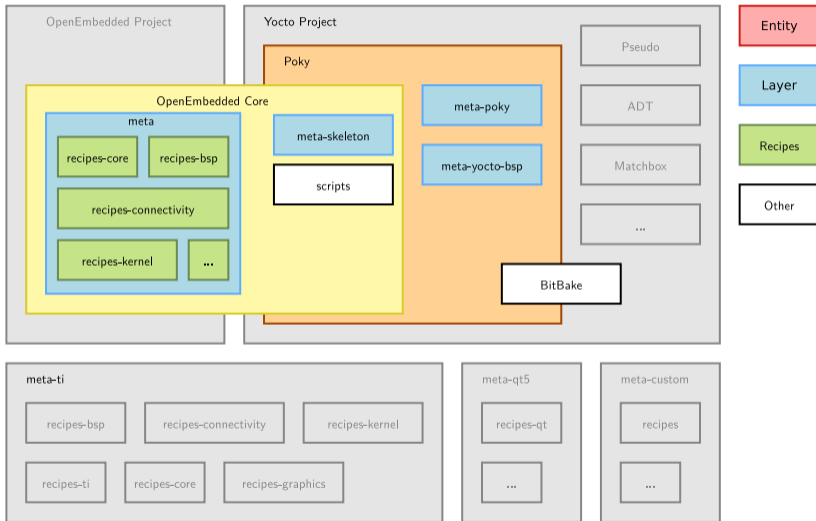 OpenEmbedded Project
Yocto Project
Poky
OpenEmbedded Core
meta
recipes-core
recipes-bsp
recipes-connectivity
recipes-kernel
...
meta-skeleton
scripts
meta-poky
meta-yocto-bsp
BitBake
Pseudo
ADT
Matchbox
...
Entity
Layer
Recipes
Other
meta-ti
recipes-bsp
recipes-connectivity
recipes-kernel
recipes-ti
recipes-core
recipes-graphics
meta-qt5
recipes-qt
...
meta-custom
recipes
...